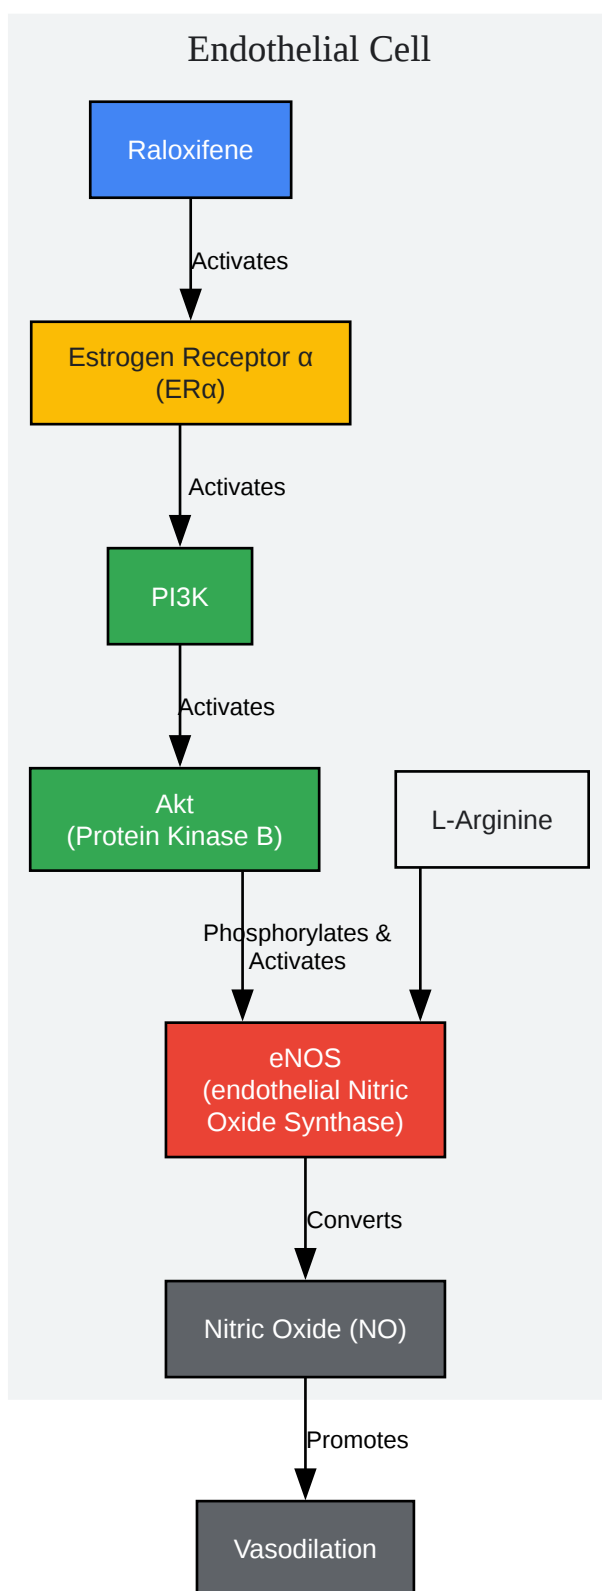 Endothelial Cell
Raloxifene
Activates
Estrogen Receptor α
(ERα)
Activates
PI3K
Activates
Akt
(Protein Kinase B)
L-Arginine
Phosphorylates &
Activates
eNOS
(endothelial Nitric
Oxide Synthase)
Converts
Nitric Oxide (NO)
Promotes
Vasodilation